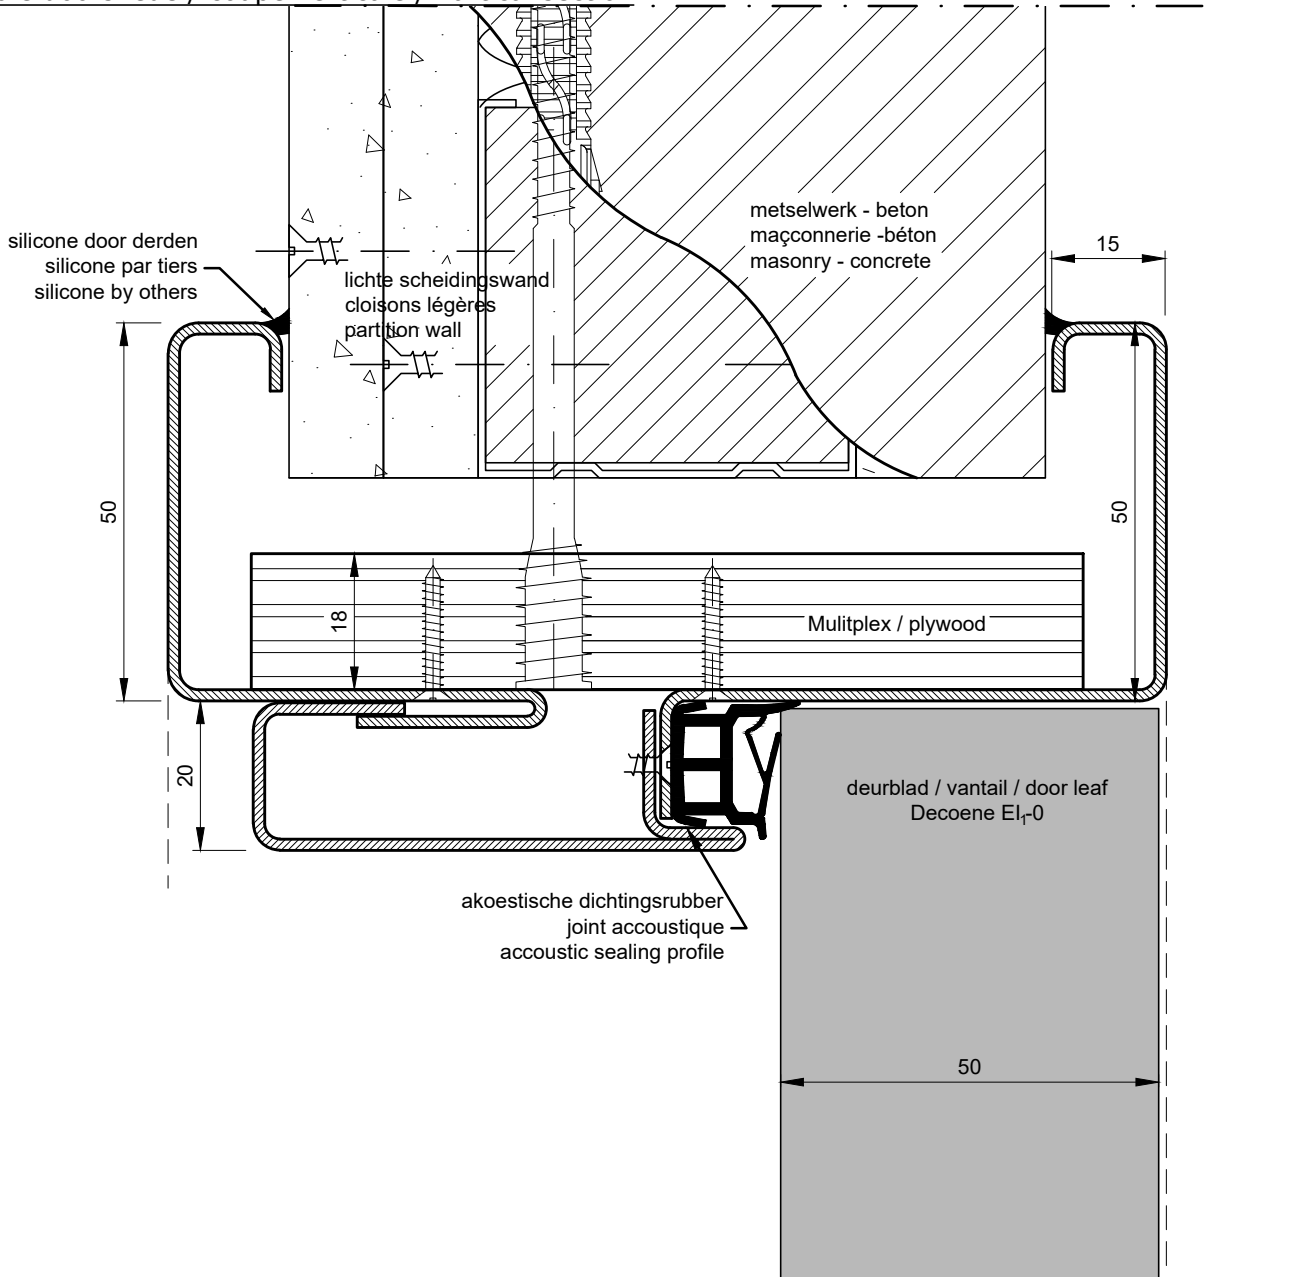 metselwerk - beton
maçconnerie -béton
masonry - concrete
silicone door derden
silicone par tiers
silicone by others
15
lichte scheidingswand
cloisons légères
partition wall
50
50
18
Mulitplex / plywood
20
deurblad / vantail / door leaf
Decoene EI₁-0
akoestische dichtingsrubber
joint accoustique
accoustic sealing profile
50